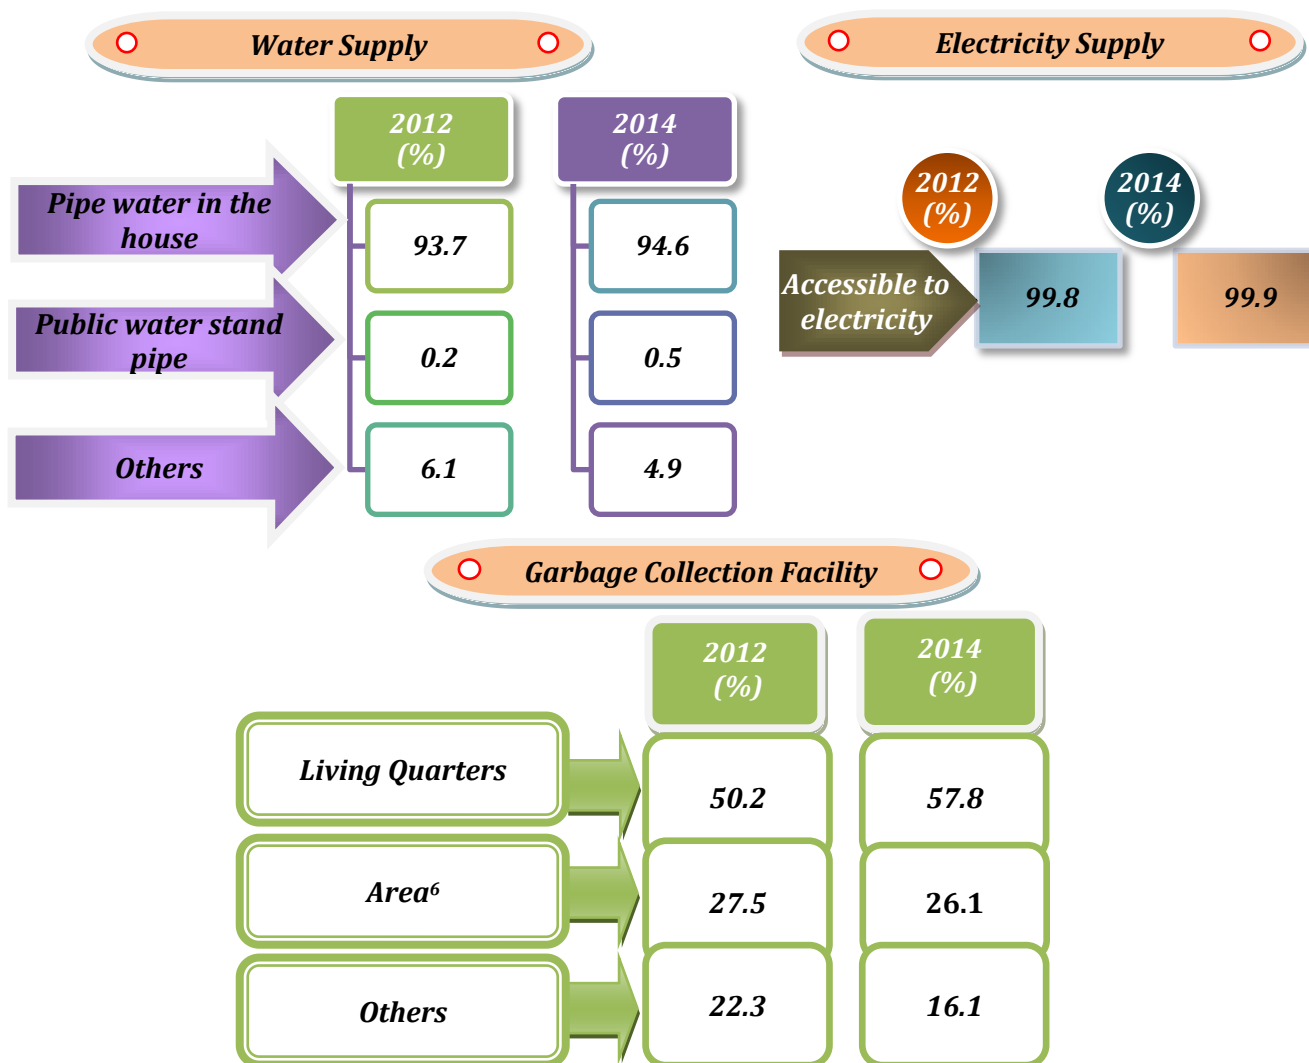 Water Supply
2012
(%)
2014
(%)
Pipe water in the
house
93.7
94.6
Public water stand
pipe
0.2
0.5
Others
6.1
4.9
Electricity Supply
2012
(%)
2014
(%)
Accessible to
electricity
99.8
99.9
Garbage Collection Facility
2012
(%)
2014
(%)
Living Quarters
50.2
57.8
Area⁶
27.5
26.1
Others
22.3
16.1